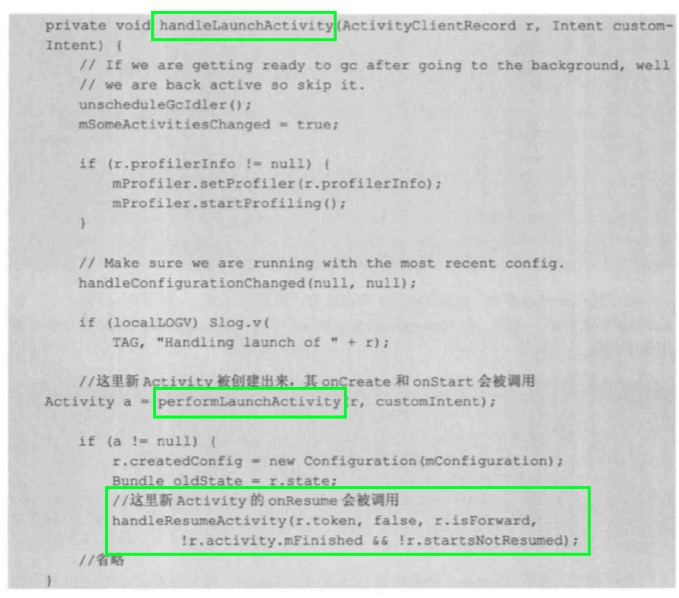 private void handleLaunchActivity(ActivityClientRecord r, Intent custom-
Intent) {
// If we are getting ready to gc after going to the background, well
// we are back active so skip it.
unscheduleGcIdler();
mSomeActivitiesChanged = true;
if (r.profilerInfo != null) {
mProfiler.setProfiler(r.profilerInfo);
mProfiler.startProfiling();
}
// Make sure we are running with the most recent config.
handleConfigurationChanged(null, null);
if (localLOGV) Slog.v(
TAG, "Handling launch of " + r);
//这里新 Activity 被创建出来，其 onCreate 和 onStart 会被调用
Activity a = performLaunchActivity(r, customIntent);
if (a != null) {
r.createdConfig = new Configuration(mConfiguration);
Bundle oldState = r.state;
//这里新 Activity 的 onResume 会被调用
handleResumeActivity(r.token, false, r.isForward,
!r.activity.mFinished && !r.startsNotResumed);
//省略
}